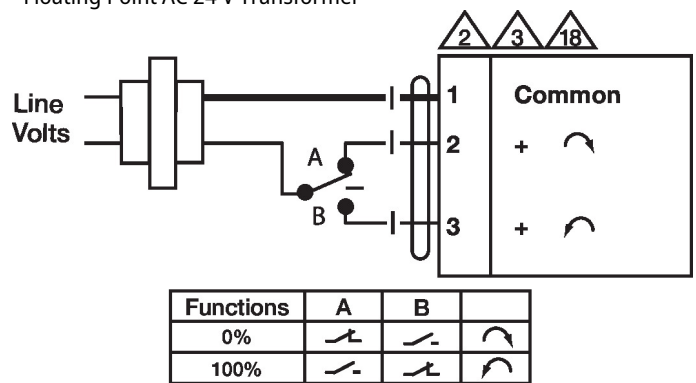 Floating Point AC 24 V Transformer
2 3 18
Line
Volts
1 Common
A
2 +
B
3 +
Functions A B
0%
100%